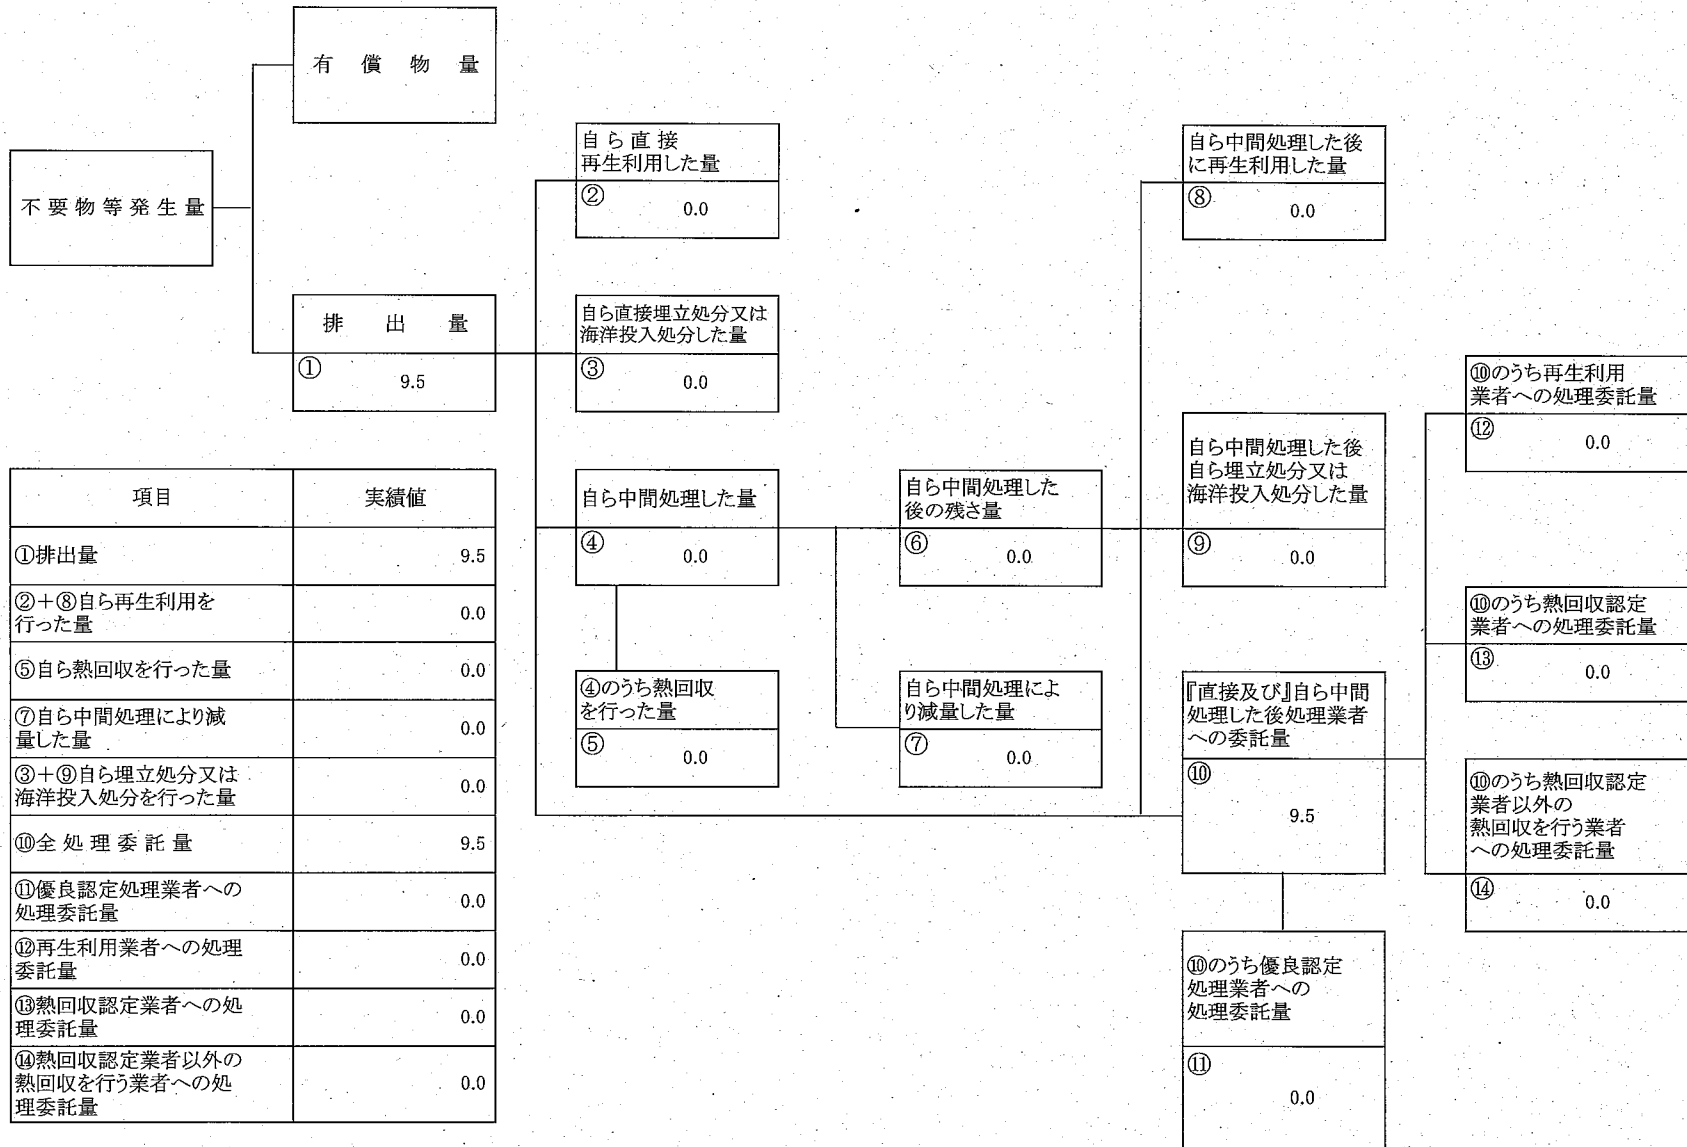 有償物量
不要物等発生量
排出量
①
9.5
自ら直接
再生利用した量
②
0.0
自ら直接埋立処分又は
海洋投入処分した量
③
0.0
自ら中間処理した量
④
0.0
④のうち熱回収
を行った量
⑤
0.0
自ら中間処理した
後の残さ量
⑥
0.0
自ら中間処理によ
り減量した量
⑦
0.0
自ら中間処理した後
に再生利用した量
⑧
0.0
自ら中間処理した後
自ら埋立処分又は
海洋投入処分した量
⑨
0.0
『直接及び』自ら中間
処理した後処理業者
への委託量
⑩
9.5
⑩のうち優良認定
処理業者への
処理委託量
⑪
0.0
⑩のうち再生利用
業者への処理委託量
⑫
0.0
⑩のうち熱回収認定
業者への処理委託量
⑬
0.0
⑩のうち熱回収認定
業者以外の
熱回収を行う業者
への処理委託量
⑭
0.0
項目 実績値
①排出量 9.5
②+⑧自ら再生利用を
行った量 0.0
⑤自ら熱回収を行った量 0.0
⑦自ら中間処理により減
量した量 0.0
③+⑨自ら埋立処分又は
海洋投入処分を行った量 0.0
⑩全処理委託量 9.5
⑪優良認定処理業者への
処理委託量 0.0
⑫再生利用業者への処理
委託量 0.0
⑬熱回収認定業者への処
理委託量 0.0
⑭熱回収認定業者以外の
熱回収を行う業者への処
理委託量 0.0